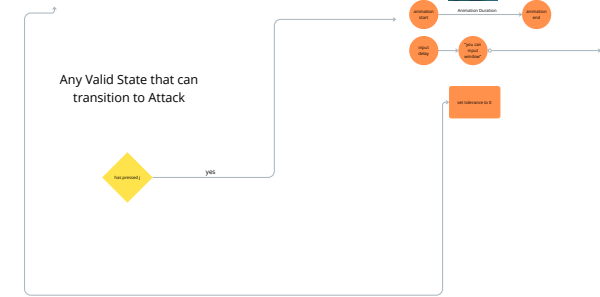 animation
start
Animation Duration
animation
end
input
delay
"you can
input
window"
Any Valid State that can
transition to Attack
set tolerance to 0
has pressed j
yes